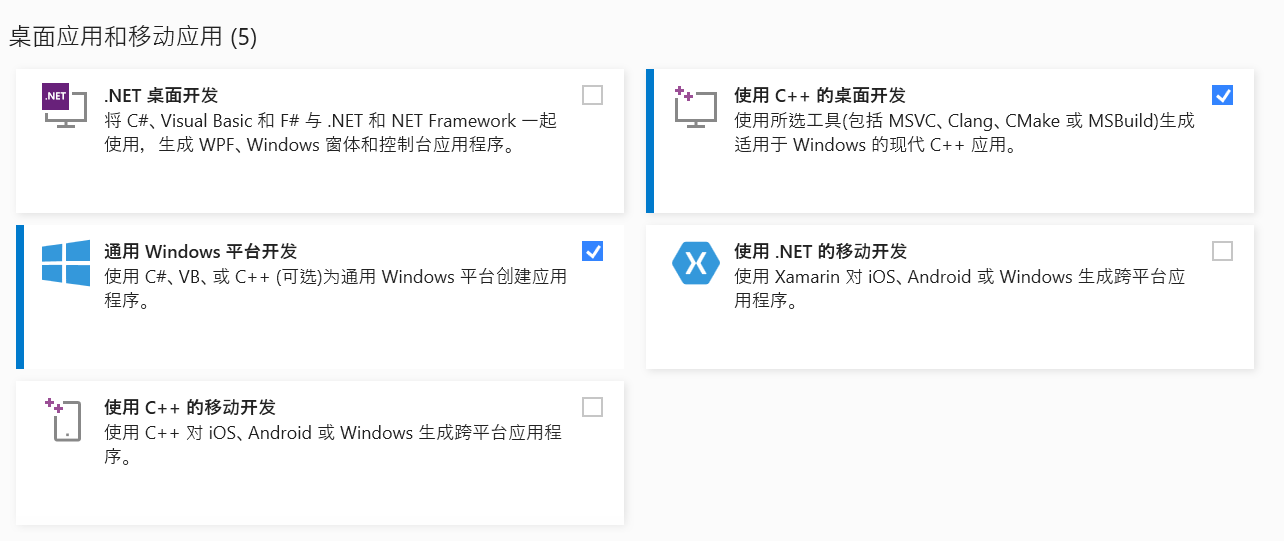 桌面应用和移动应用 (5)
.NET
.NET 桌面开发
将 C#、Visual Basic 和 F# 与 .NET 和 NET Framework 一起
使用，生成 WPF、Windows 窗体和控制台应用程序。
使用 C++ 的桌面开发
使用所选工具(包括 MSVC、Clang、CMake 或 MSBuild)生成
适用于 Windows 的现代 C++ 应用。
通用 Windows 平台开发
使用 C#、VB、或 C++ (可选)为通用 Windows 平台创建应用
程序。
使用 .NET 的移动开发
使用 Xamarin 对 iOS、Android 或 Windows 生成跨平台应
用程序。
使用 C++ 的移动开发
使用 C++ 对 iOS、Android 或 Windows 生成跨平台应用程
序。